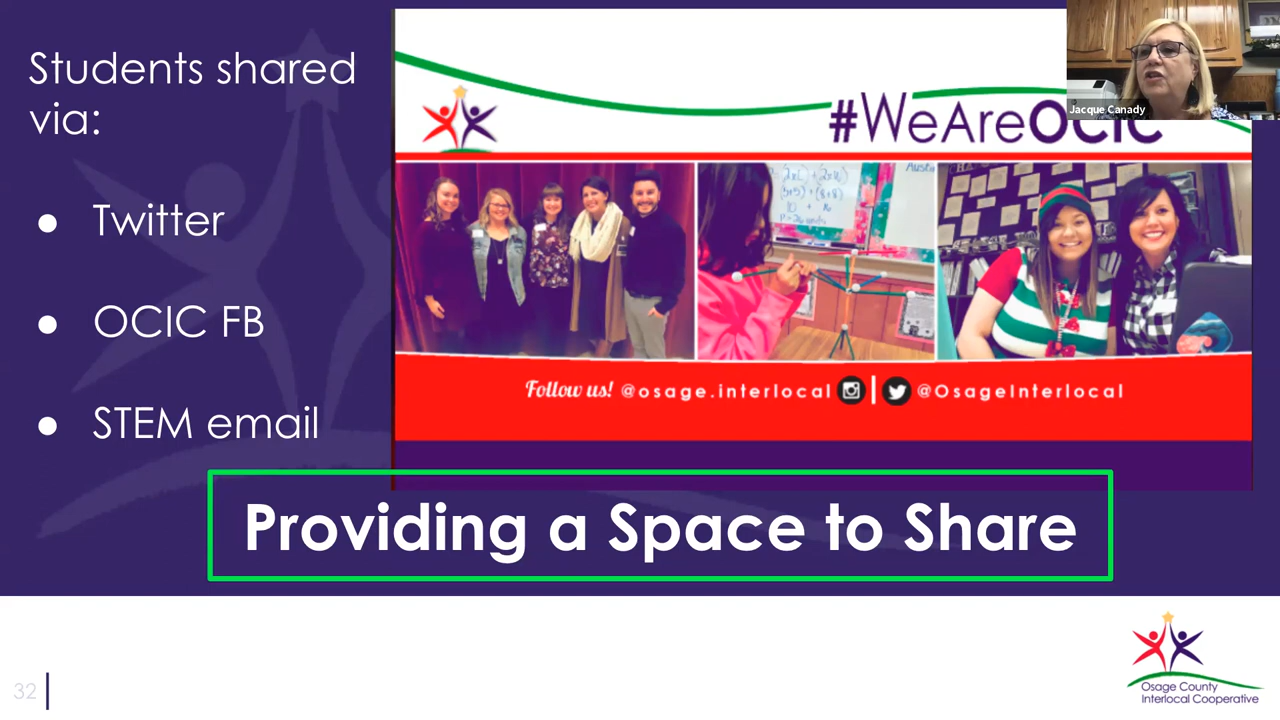 Students shared
via:
● Twitter
● OCIC FB
● STEM email
#WeAreOCIC
Jacque Canady
Austin
Follow us! @osage.interlocal | @OsageInterlocal
Providing a Space to Share
32
Osage County
Interlocal Cooperative